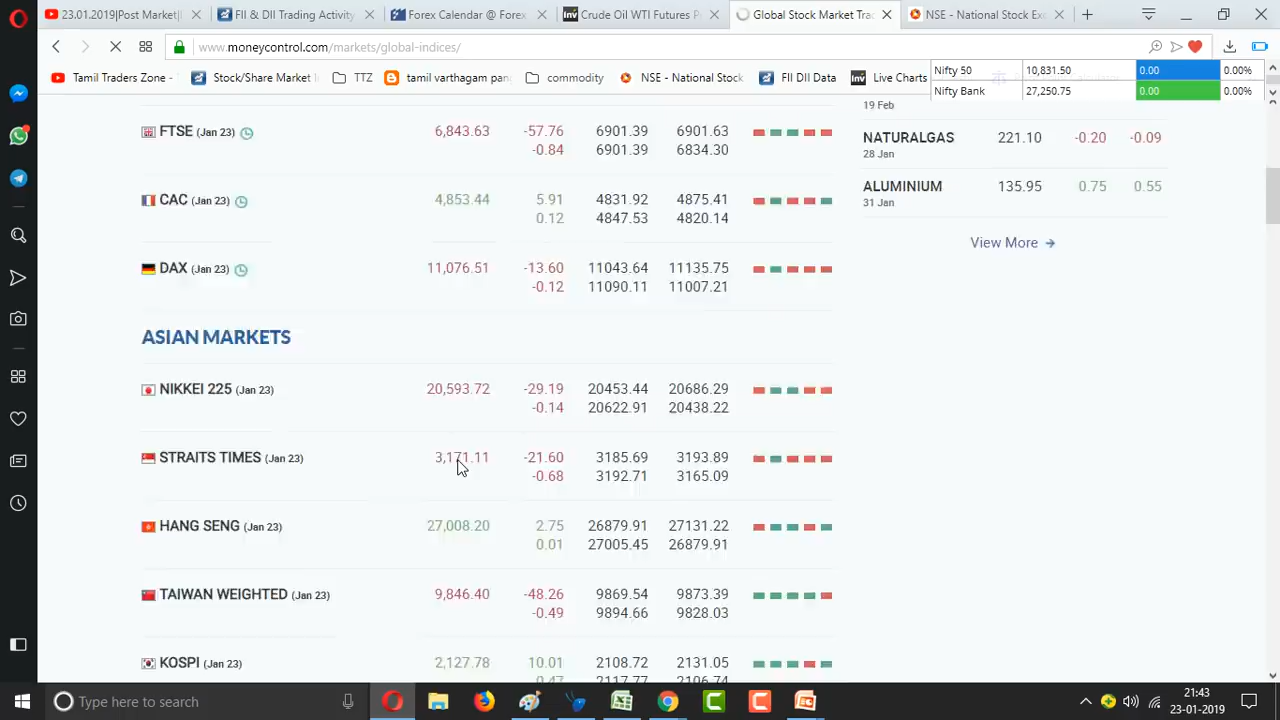 23.01.2019|Post Market|
FII & DII Trading Activity
Forex Calendar @ Forex
Crude Oil WTI Futures P
Global Stock Market Tra
NSE - National Stock Exc
www.moneycontrol.com/markets/global-indices/
Tamil Traders Zone -
Stock/Share Market
TTZ
tamil varthagam pan
commodity
NSE - National Stock
FII DII Data
Live Charts
Nifty 50 10,831.50 0.00 0.00%
Nifty Bank 27,250.75 0.00 0.00%
19 Feb
FTSE (Jan 23) 6,843.63 -57.76 6901.39 6901.63
-0.84 6901.39 6834.30
NATURALGAS 221.10 -0.20 -0.09
28 Jan
ALUMINIUM 135.95 0.75 0.55
31 Jan
View More
CAC (Jan 23) 4,853.44 5.91 4831.92 4875.41
0.12 4847.53 4820.14
DAX (Jan 23) 11,076.51 -13.60 11043.64 11135.75
-0.12 11090.11 11007.21
ASIAN MARKETS
NIKKEI 225 (Jan 23) 20,593.72 -29.19 20453.44 20686.29
-0.14 20622.91 20438.22
STRAITS TIMES (Jan 23) 3,171.11 -21.60 3185.69 3193.89
-0.68 3192.71 3165.09
HANG SENG (Jan 23) 27,008.20 2.75 26879.91 27131.22
0.01 27005.45 26879.91
TAIWAN WEIGHTED (Jan 23) 9,846.40 -48.26 9869.54 9873.39
-0.49 9894.66 9828.03
KOSPI (Jan 23) 2,127.78 10.01 2108.72 2131.05
0.47 2117.77 2106.74
Type here to search
21:43
23-01-2019